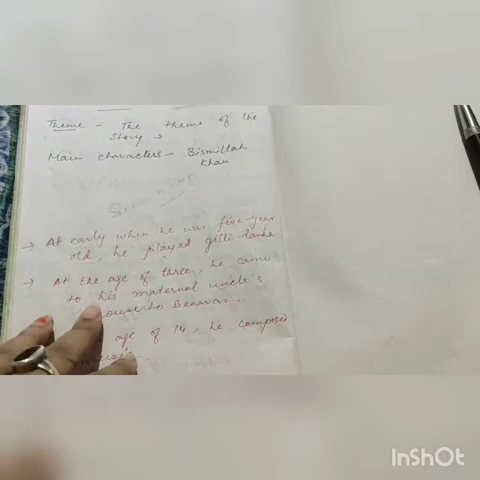 Theme - The theme of the
story →
Main characters - Bismillah
Khan.
→ At early when he was five-year
old, he played gilli-danda
→ At the age of three, he came
to his maternal uncle's
house to Benaras.
age of 14, he composed
InShOt